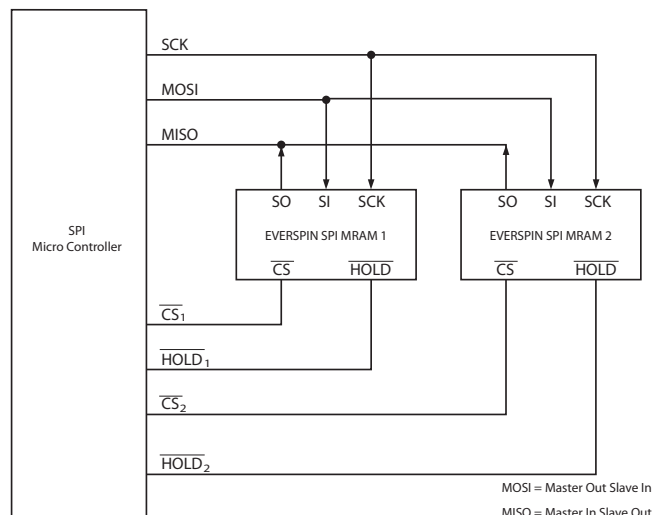 SCK
MOSI
MISO
SO SI SCK
EVERSPIN SPI MRAM 1
CS HOLD
SO SI SCK
EVERSPIN SPI MRAM 2
CS HOLD
SPI
Micro Controller
CS₁
HOLD₁
CS₂
HOLD₂
MOSI = Master Out Slave In
MISO = Master In Slave Out